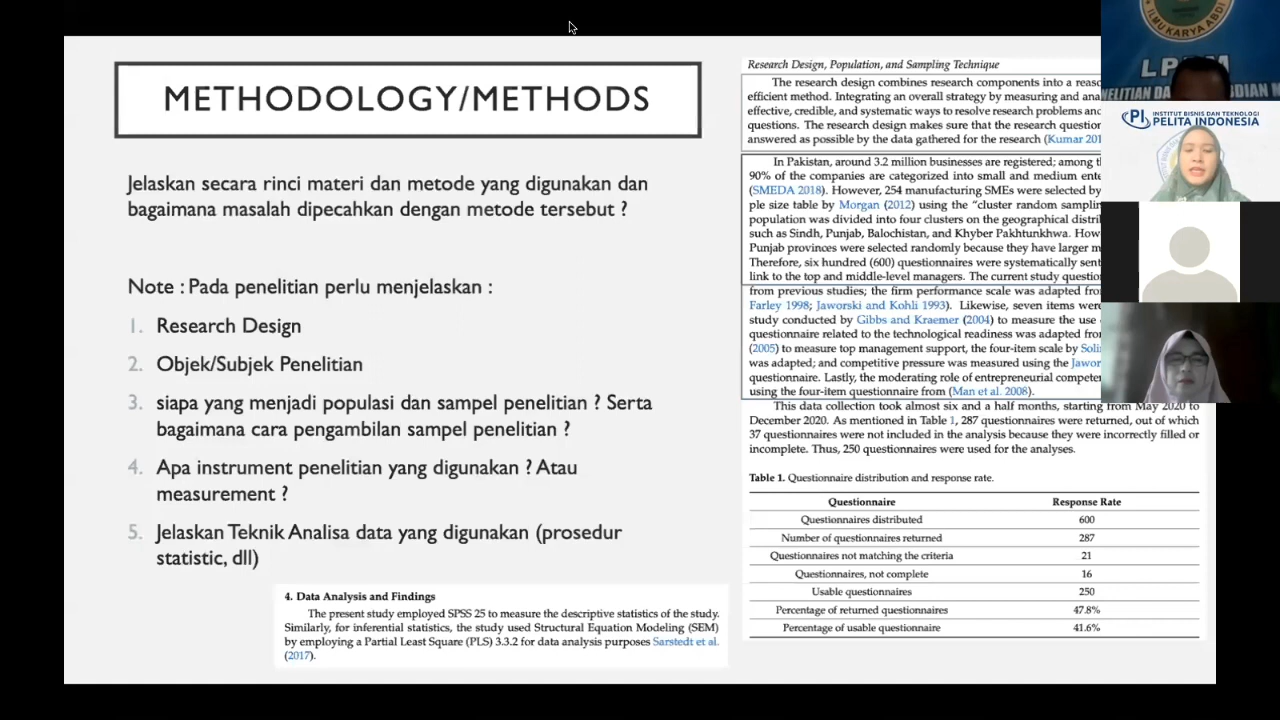 METHODOLOGY/METHODS
Jelaskan secara rinci materi dan metode yang digunakan dan
bagaimana masalah dipecahkan dengan metode tersebut ?
Note : Pada penelitian perlu menjelaskan :
1. Research Design
2. Objek/Subjek Penelitian
3. siapa yang menjadi populasi dan sampel penelitian ? Serta
bagaimana cara pengambilan sampel penelitian ?
4. Apa instrument penelitian yang digunakan ? Atau
measurement ?
5. Jelaskan Teknik Analisa data yang digunakan (prosedur
statistic, dll)
4. Data Analysis and Findings
The present study employed SPSS 25 to measure the descriptive statistics of the study.
Similarly, for inferential statistics, the study used Structural Equation Modeling (SEM)
by employing a Partial Least Square (PLS) 3.3.2 for data analysis purposes Sarstedt et al.
(2017).
Research Design, Population, and Sampling Technique
The research design combines research components into a
efficient method. Integrating an overall strategy by measuring and
effective, credible, and systematic ways to resolve research problems and
questions. The research design makes sure that the research
answered as possible by the data gathered for the research (Kumar
In Pakistan, around 3.2 million businesses are registered; among
90% of the companies are categorized into small and medium
(SMEDA 2018). However, 254 manufacturing SMEs were selected by
ple size table by Morgan (2012) using the "cluster random
population was divided into four clusters on the geographical
such as Sindh, Punjab, Balochistan, and Khyber Pakhtunkhwa.
Punjab provinces were selected randomly because they have larger
Therefore, six hundred (600) questionnaires were systematically sent
link to the top and middle-level managers. The current study
from previous studies; the firm performance scale was adapted
Farley 1998; Jaworski and Kohli 1993). Likewise, seven items were
study conducted by Gibbs and Kraemer (2004) to measure the use
questionnaire related to the technological readiness was adapted
(2005) to measure top management support, the four-item scale by
was adapted; and competitive pressure was measured using the
questionnaire. Lastly, the moderating role of entrepreneurial
using the four-item questionnaire from (Man et al. 2008).
This data collection took almost six and a half months, starting from May 2020 to
December 2020. As mentioned in Table 1, 287 questionnaires were returned, out of which
37 questionnaires were not included in the analysis because they were incorrectly filled or
incomplete. Thus, 250 questionnaires were used for the analyses.
Table 1. Questionnaire distribution and response rate.
Questionnaire Response Rate
Questionnaires distributed 600
Number of questionnaires returned 287
Questionnaires not matching the criteria 21
Questionnaires, not complete 16
Usable questionnaires 250
Percentage of returned questionnaires 47.8%
Percentage of usable questionnaire 41.6%
ILMU KARYA ABDI
INSTITUT BISNIS DAN TEKNOLOGI
PELITA INDONESIA